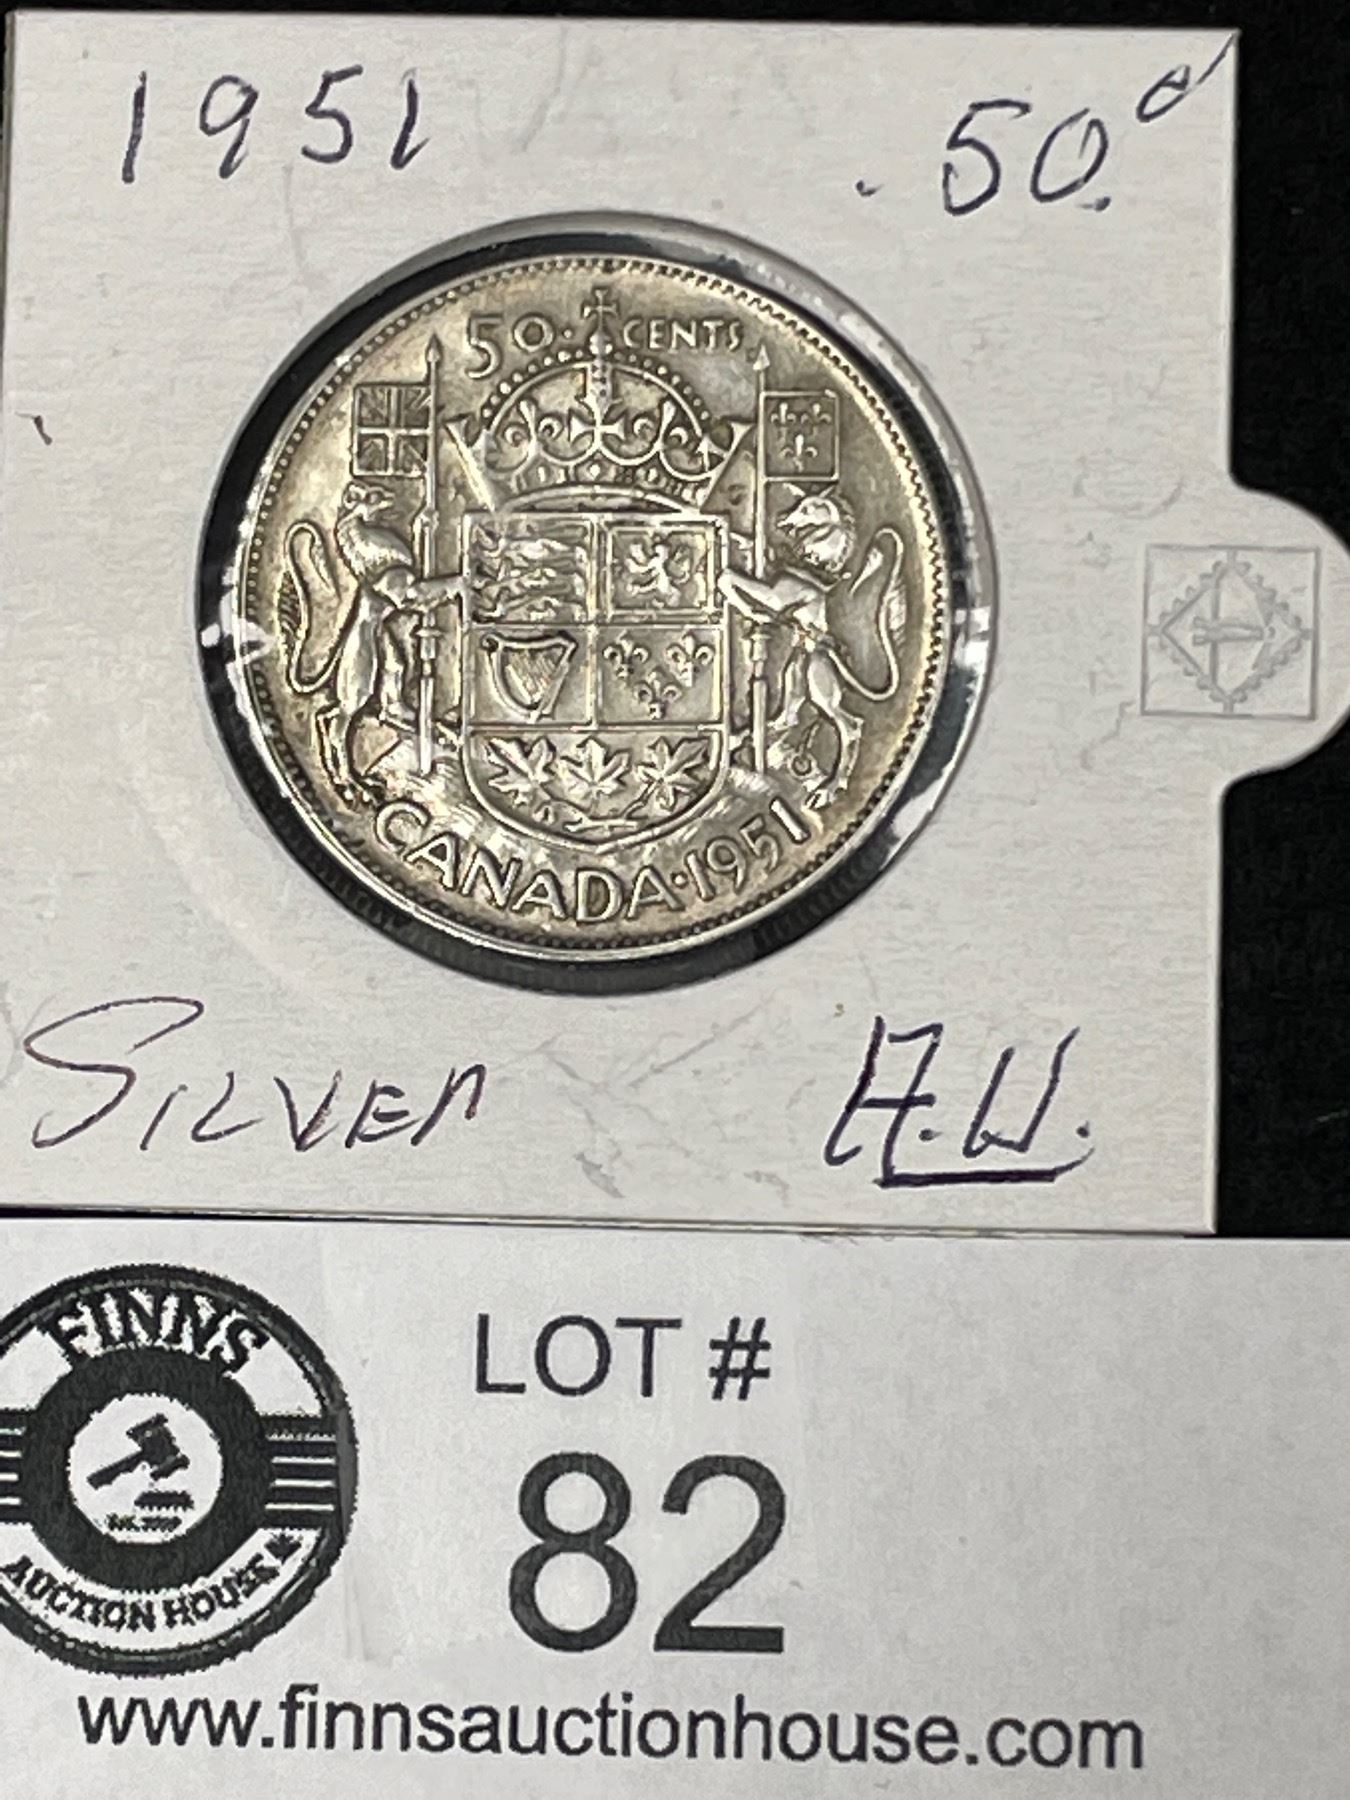 1951 .50.¢
50 · CENTS
CANADA · 1951
SILVER A.U.
FINNS
AUCTION HOUSE
LOT #
82
www.finnsauctionhouse.com